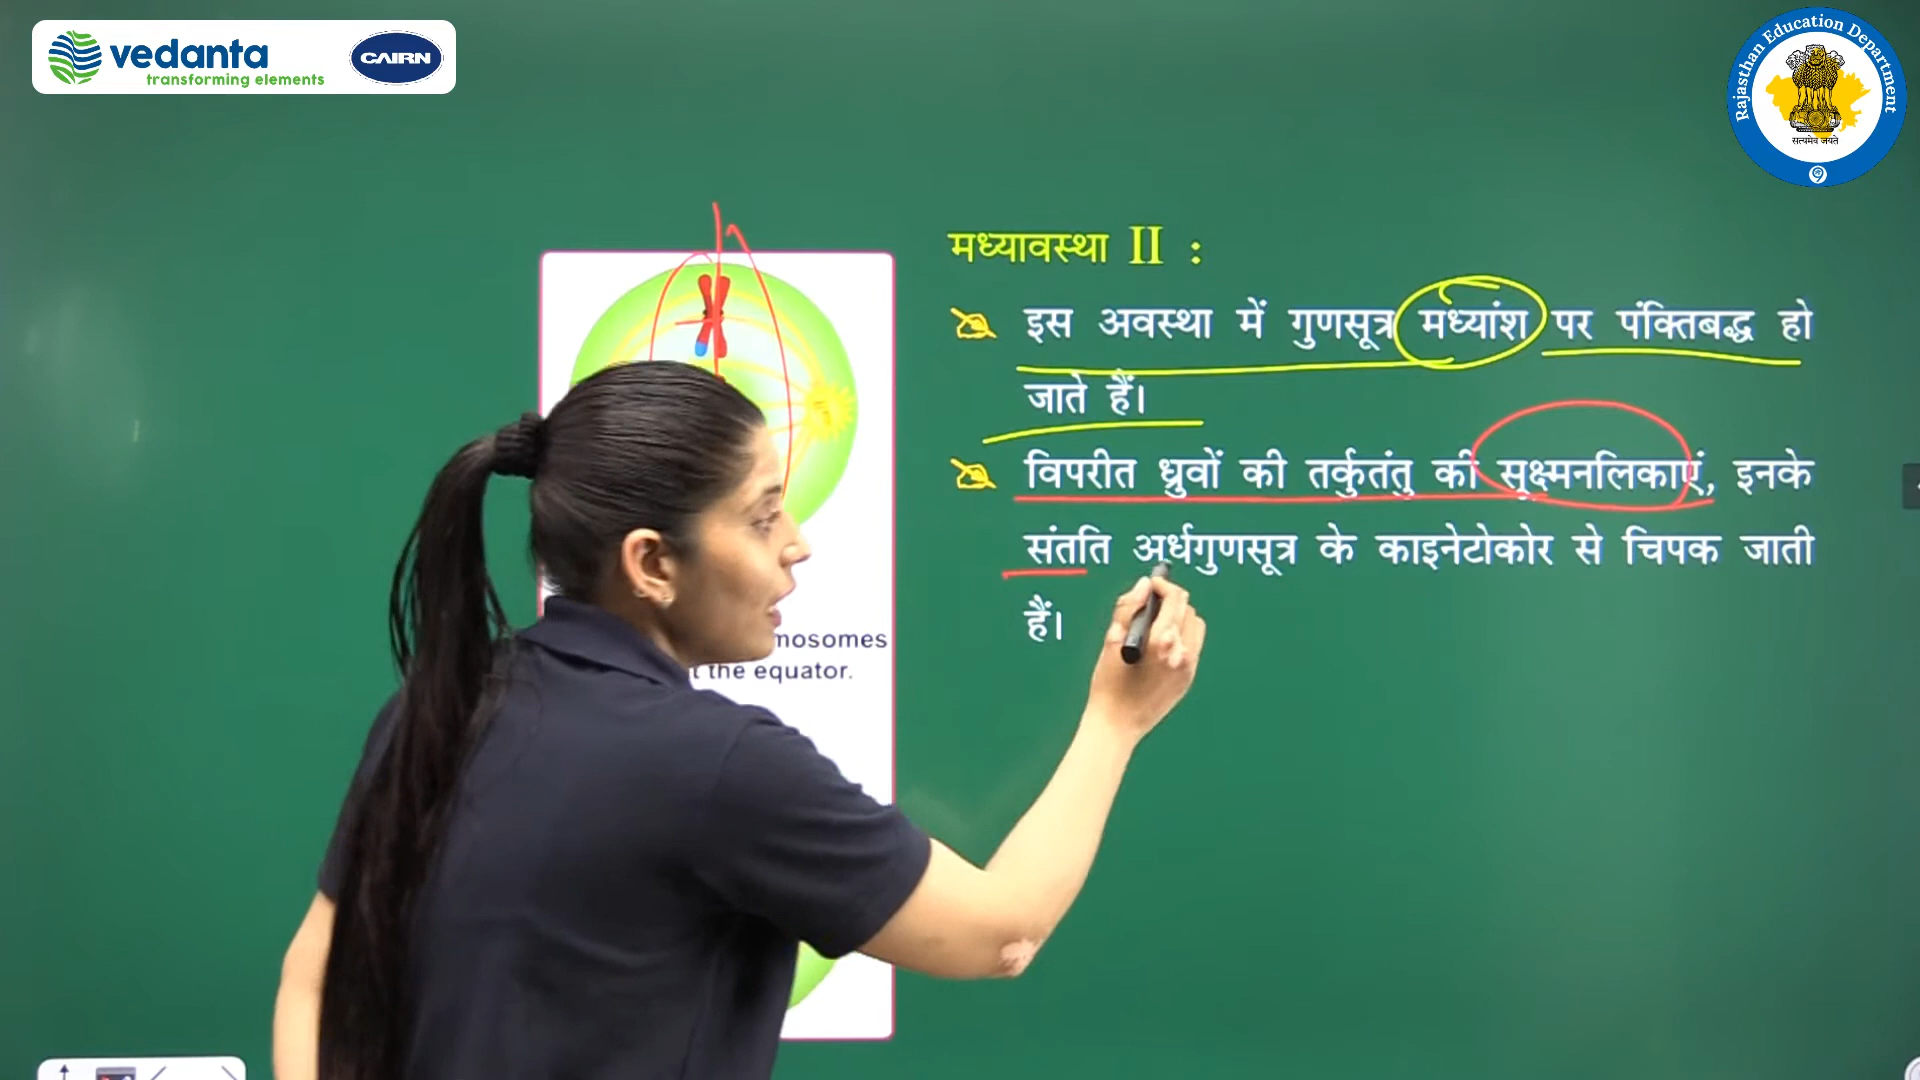 vedanta
transforming elements
CAIRN
Rajasthan Education Department
सत्यमेव जयते
मध्यावस्था II :
इस अवस्था में गुणसूत्र मध्यांश पर पंक्तिबद्ध हो
जाते हैं।
विपरीत ध्रुवों की तर्कुतंतु की सूक्ष्मनलिकाएं, इनके
संतति अर्धगुणसूत्र के काइनेटोकोर से चिपक जाती
हैं।
the equator.